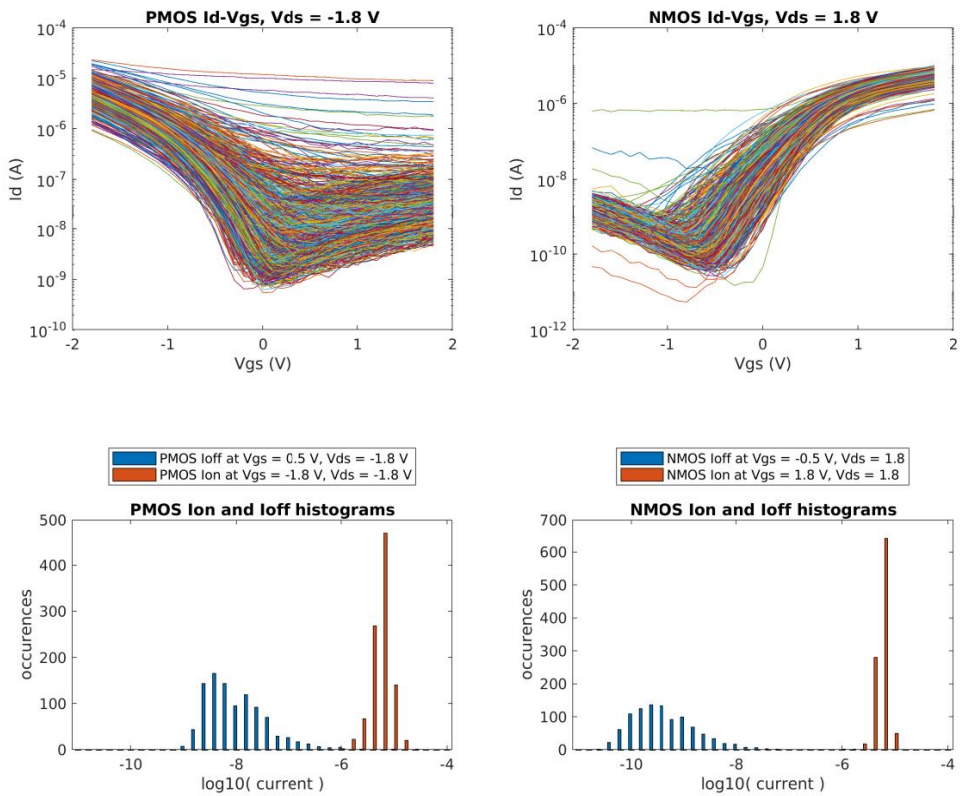 PMOS Id-Vgs, Vds = -1.8 V
10-4
10-5
10-6
10-7
10-8
10-9
10-10
Id (A)
-2 -1 0 1 2
Vgs (V)
NMOS Id-Vgs, Vds = 1.8 V
10-4
10-6
10-8
10-10
10-12
Id (A)
-2 -1 0 1 2
Vgs (V)
PMOS Ioff at Vgs = 0.5 V, Vds = -1.8 V
PMOS Ion at Vgs = -1.8 V, Vds = -1.8 V
PMOS Ion and Ioff histograms
500
400
300
200
100
0
occurences
-10 -8 -6 -4
log10( current )
NMOS Ioff at Vgs = -0.5 V, Vds = 1.8
NMOS Ion at Vgs = 1.8 V, Vds = 1.8
NMOS Ion and Ioff histograms
700
600
500
400
300
200
100
0
occurences
-10 -8 -6 -4
log10( current )